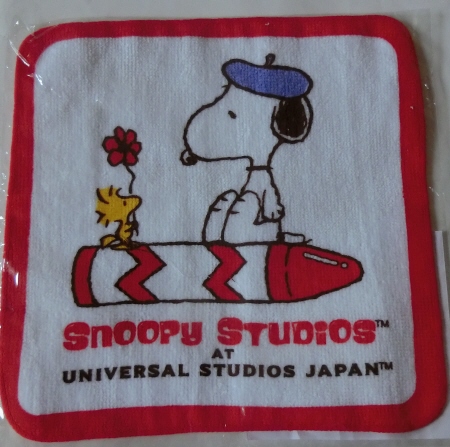 SNOOPY STUDIOS™
AT
UNIVERSAL STUDIOS JAPAN™